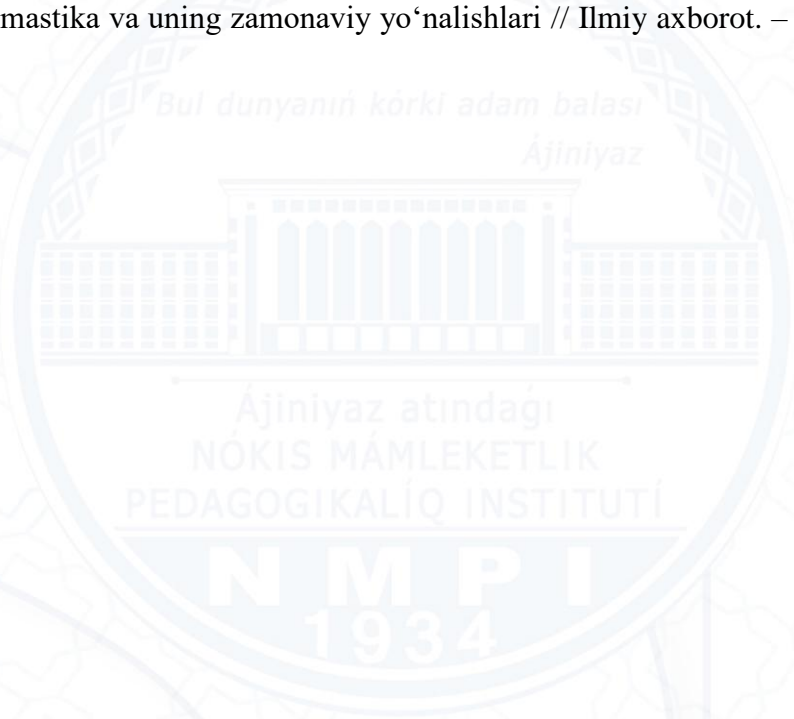 mastika va uning zamonaviy yo‘nalishlari // Ilmiy axborot. –
Bul dunyanıń kórki adam balası
Ájiniyaz
Ájiniyaz atındaǵı
NÓKIS MÁMLEKETLIK
PEDAGOGIKALÍQ INSTITUTÍ
NMPI
1934